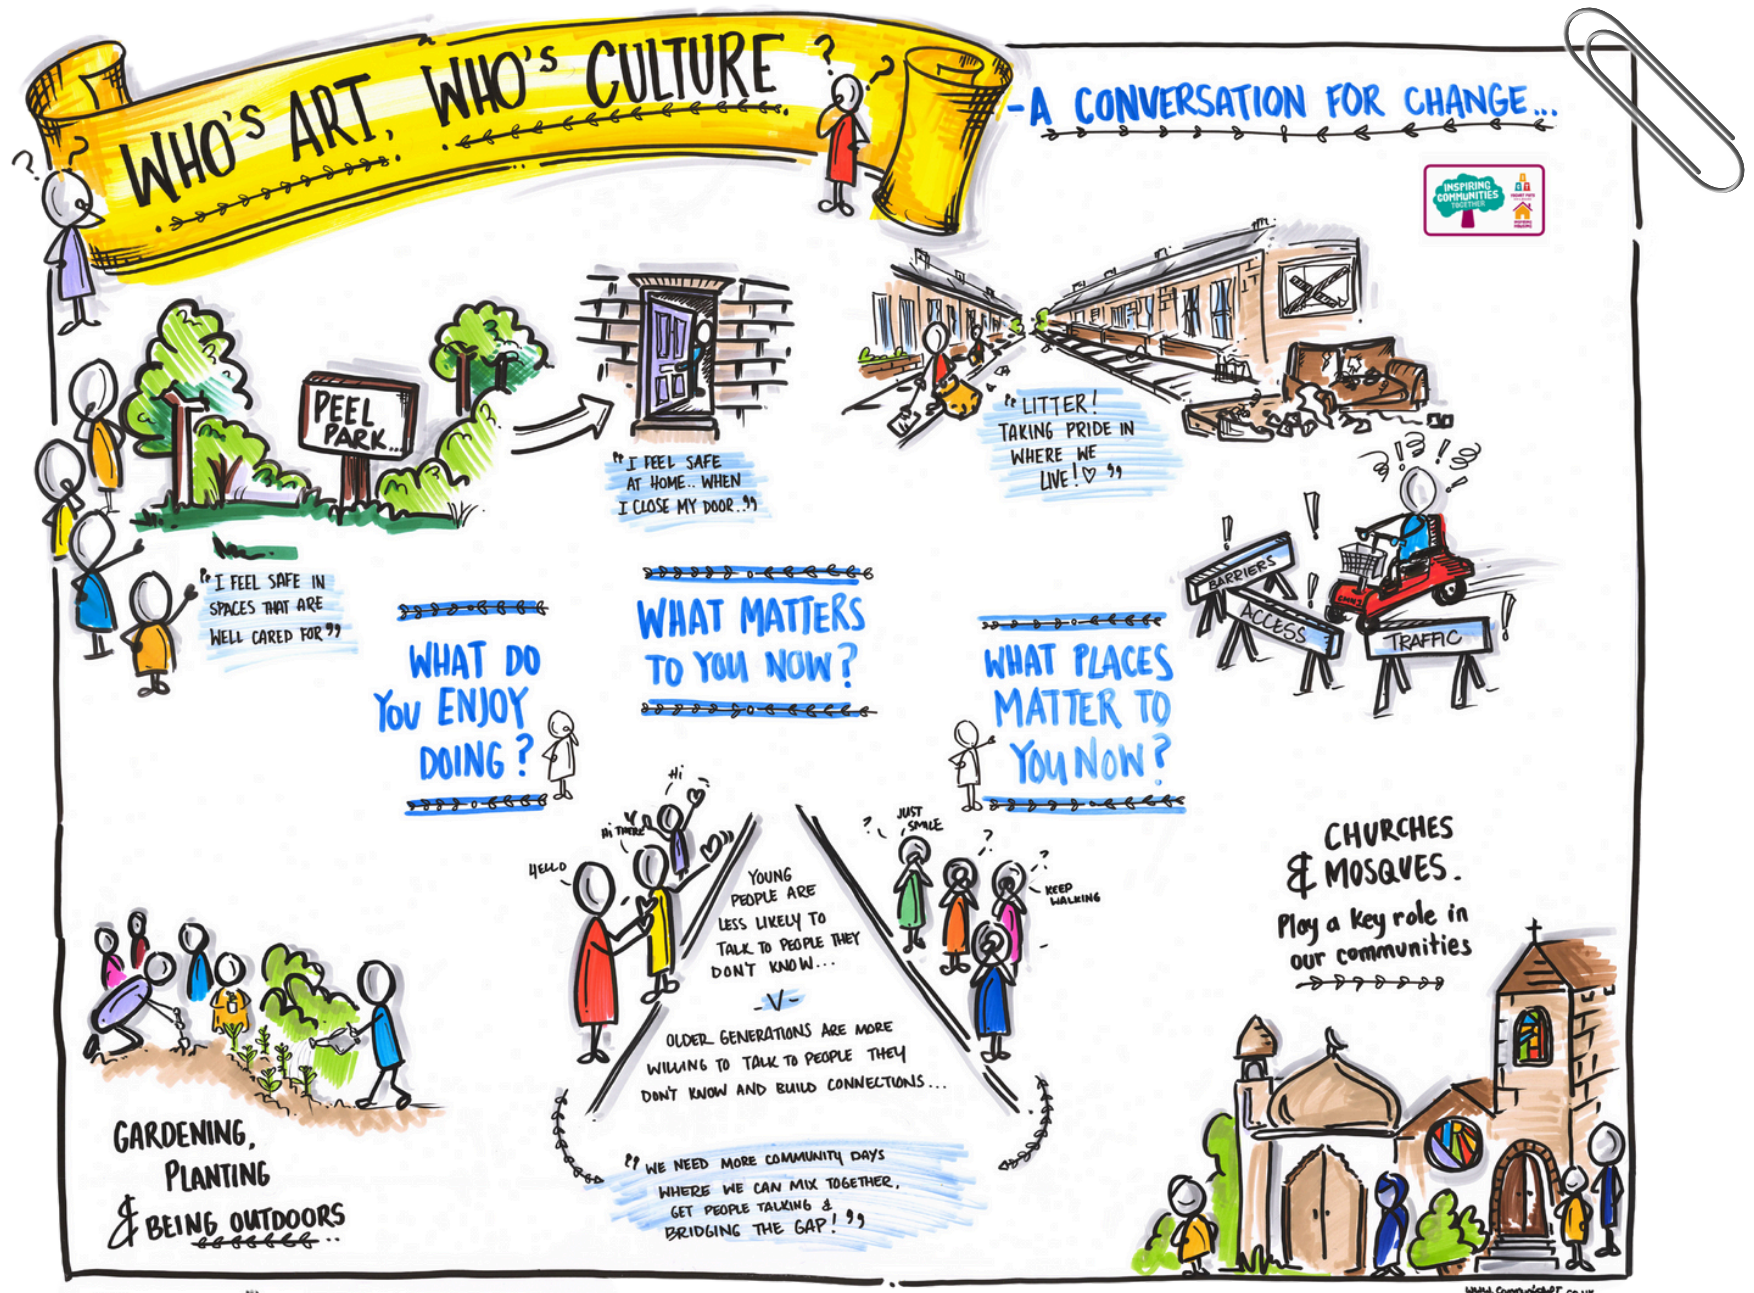 WHO'S ART, WHO'S CULTURE
?
?
?
?
- A CONVERSATION FOR CHANGE...
INSPIRING
COMMUNITIES
TOGETHER
PEEL
PARK...
"I FEEL SAFE
AT HOME.. WHEN
I CLOSE MY DOOR.."
"LITTER!
TAKING PRIDE IN
WHERE WE
LIVE!♡"
"I FEEL SAFE IN
SPACES THAT ARE
WELL CARED FOR"
BARRIERS
ACCESS
TRAFFIC
WHAT DO
YOU ENJOY
DOING?
WHAT MATTERS
TO YOU NOW?
WHAT PLACES
MATTER TO
YOU NOW?
Hi
Hi THERE
HELLO
JUST
SMILE
?
?
?
KEEP
WALKING
YOUNG
PEOPLE ARE
LESS LIKELY TO
TALK TO PEOPLE THEY
DON'T KNOW...
-V-
OLDER GENERATIONS ARE MORE
WILLING TO TALK TO PEOPLE THEY
DON'T KNOW AND BUILD CONNECTIONS...
"WE NEED MORE COMMUNITY DAYS
WHERE WE CAN MIX TOGETHER,
GET PEOPLE TALKING &
BRIDGING THE GAP!"
CHURCHES
& MOSQUES.
Play a key role in
our communities
GARDENING,
PLANTING
& BEING OUTDOORS